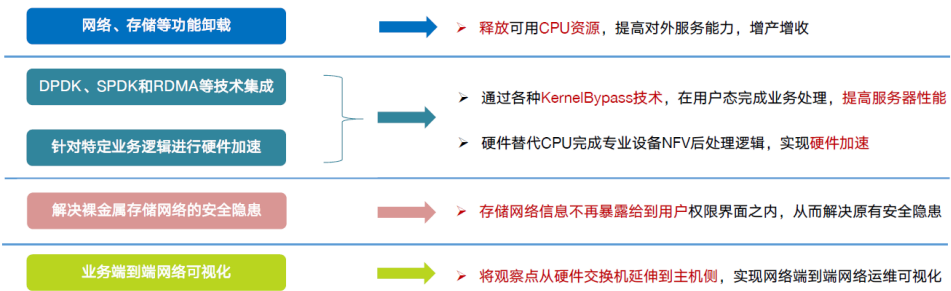 网络、存储等功能卸载
释放可用CPU资源，提高对外服务能力，增产增收
DPDK、SPDK和RDMA等技术集成
针对特定业务逻辑进行硬件加速
通过各种KernelBypass技术，在用户态完成业务处理，提高服务器性能
硬件替代CPU完成专业设备NFV后处理逻辑，实现硬件加速
解决裸金属存储网络的安全隐患
存储网络信息不再暴露给到用户权限界面之内，从而解决原有安全隐患
业务端到端网络可视化
将观察点从硬件交换机延伸到主机侧，实现网络端到端网络运维可视化